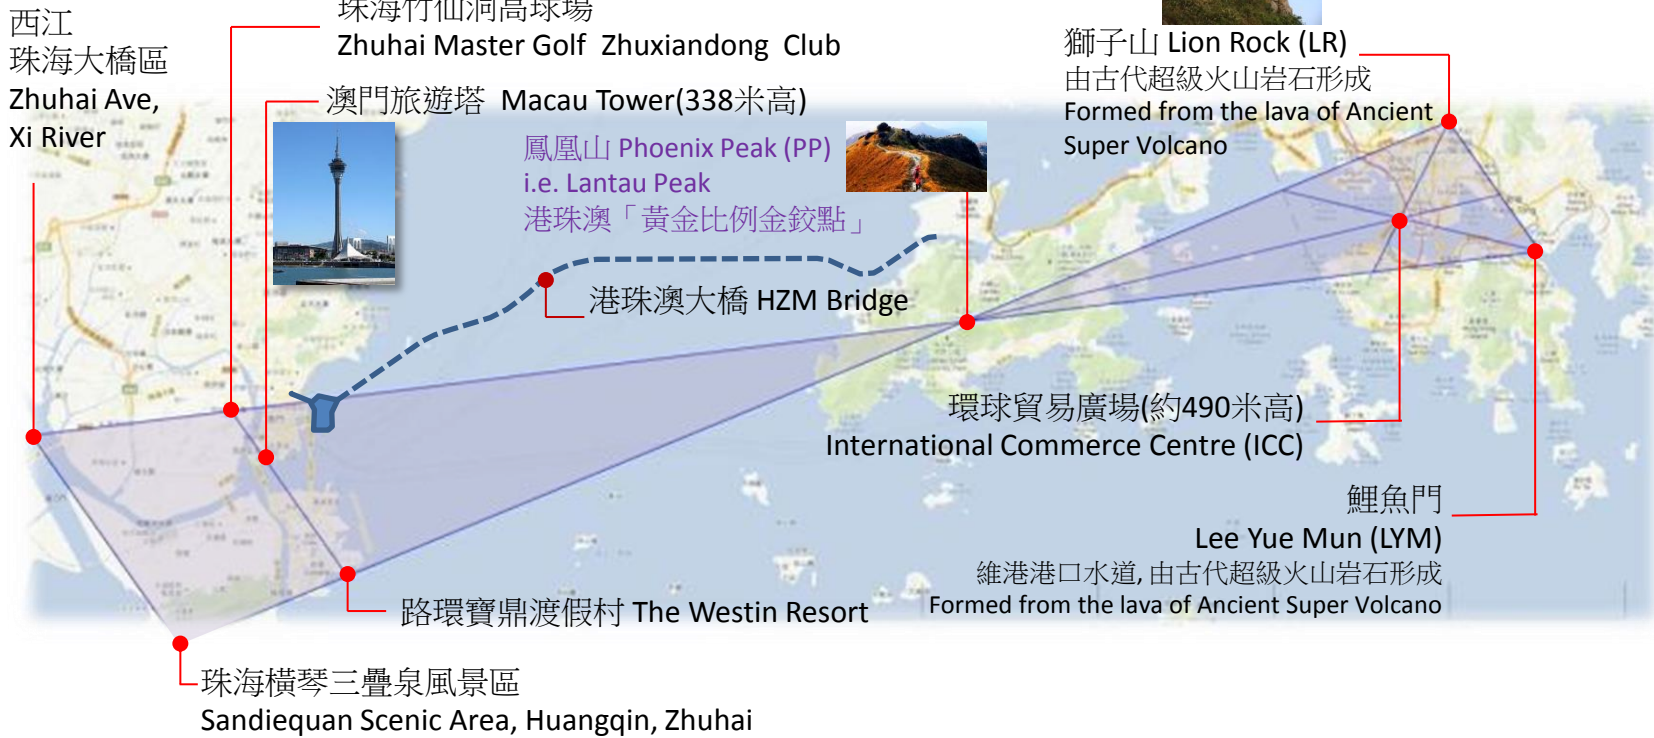 西江
珠海大橋區
Zhuhai Ave,
Xi River
珠海竹仙洞高球場
Zhuhai Master Golf Zhuxiandong Club
澳門旅遊塔 Macau Tower(338米高)
鳳凰山 Phoenix Peak (PP)
i.e. Lantau Peak
港珠澳「黃金比例金鉸點」
獅子山 Lion Rock (LR)
由古代超級火山岩石形成
Formed from the lava of Ancient
Super Volcano
港珠澳大橋 HZM Bridge
環球貿易廣場(約490米高)
International Commerce Centre (ICC)
鯉魚門
Lee Yue Mun (LYM)
維港港口水道, 由古代超級火山岩石形成
Formed from the lava of Ancient Super Volcano
路環寶鼎渡假村 The Westin Resort
珠海橫琴三疊泉風景區
Sandiequan Scenic Area, Huangqin, Zhuhai